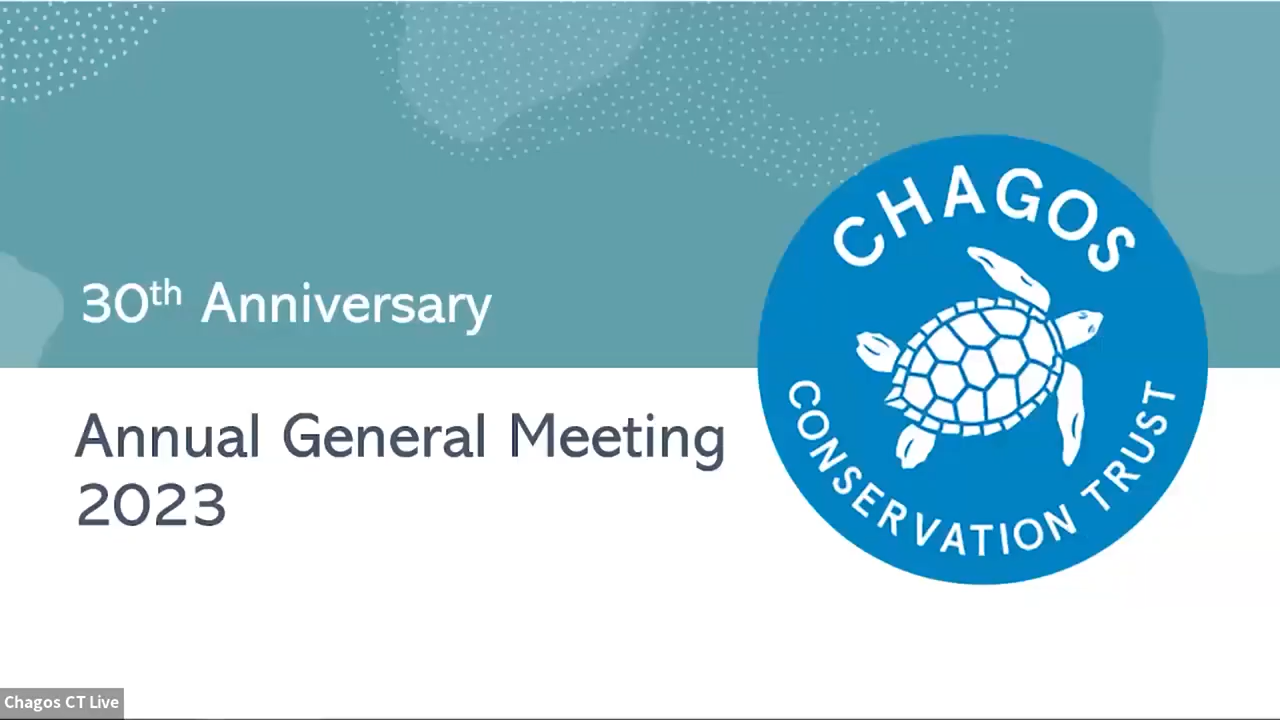 30th Anniversary
Annual General Meeting
2023
CHAGOS
CONSERVATION TRUST
Chagos CT Live